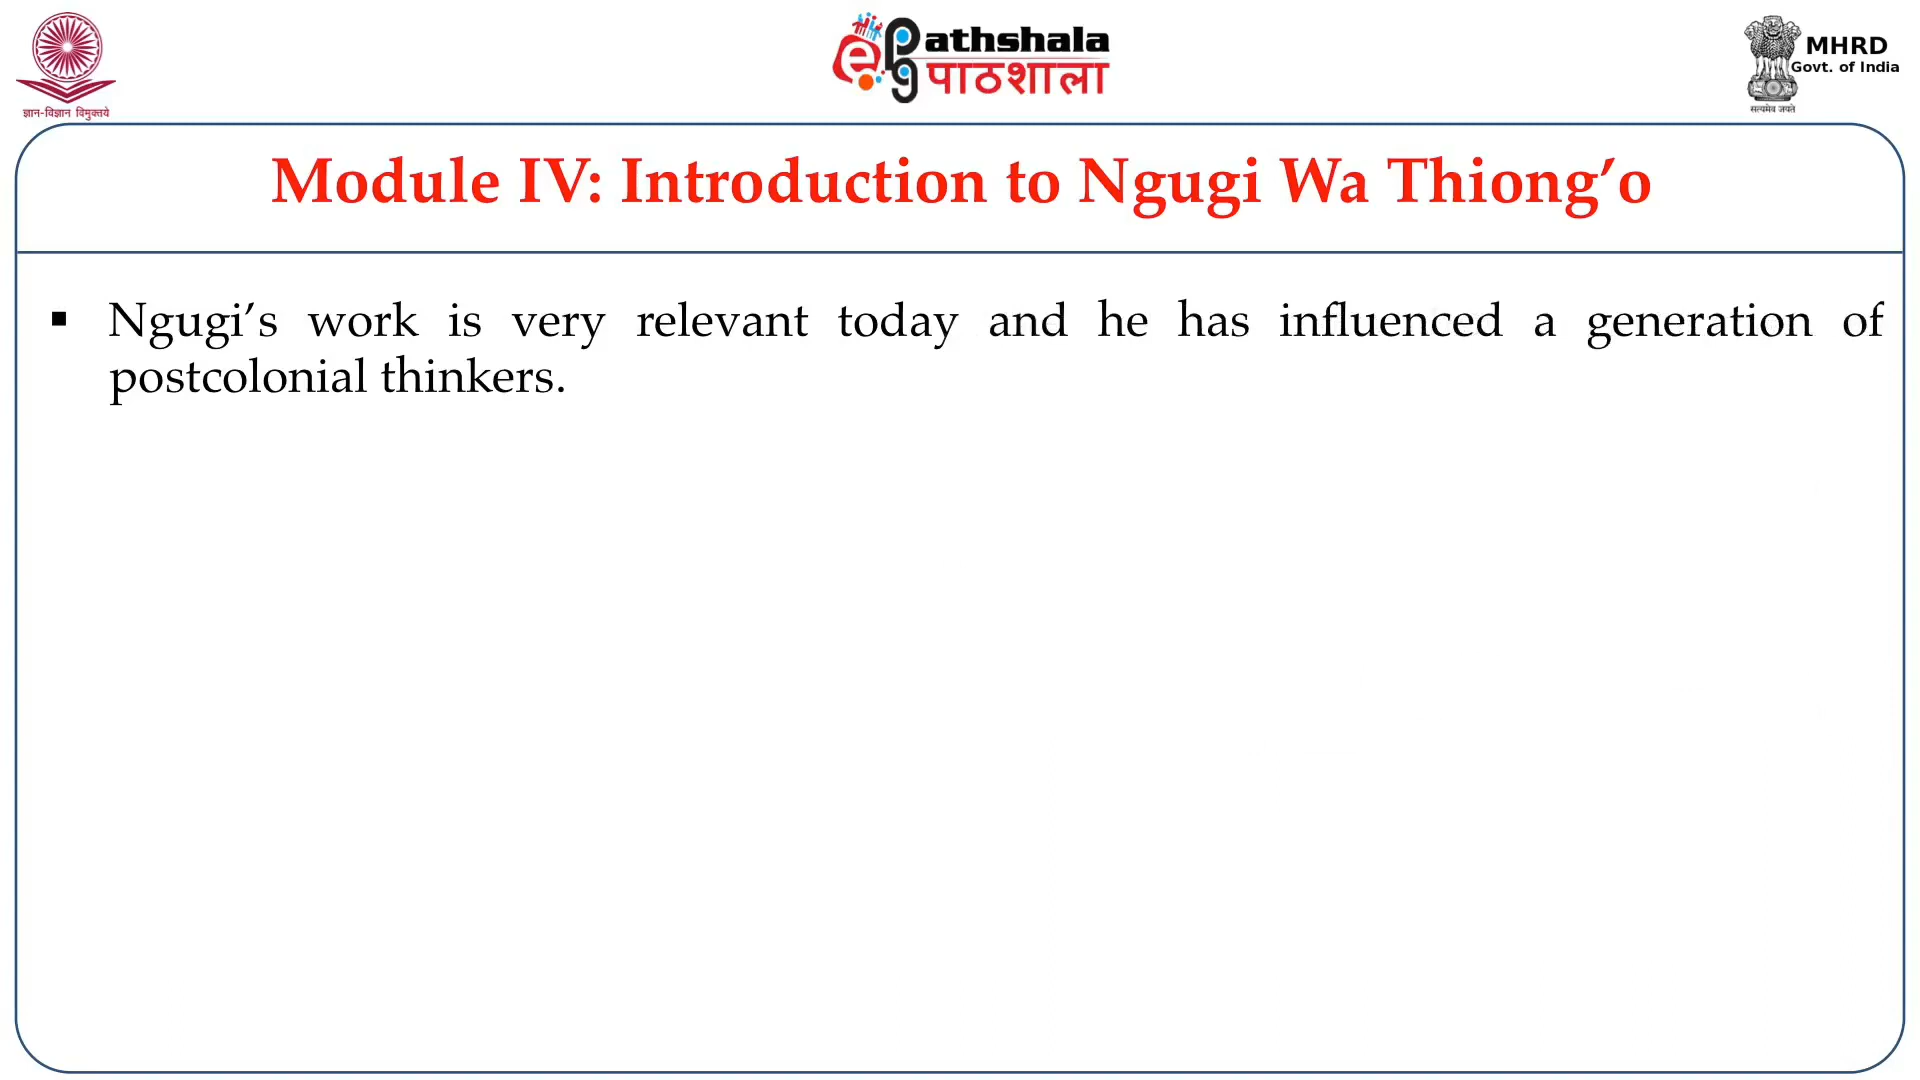 ज्ञान-विज्ञान विमुक्तये
ePathshala
पाठशाला
MHRD
Govt. of India
सत्यमेव जयते
Module IV: Introduction to Ngugi Wa Thiong’o
▪ Ngugi’s work is very relevant today and he has influenced a generation of
postcolonial thinkers.